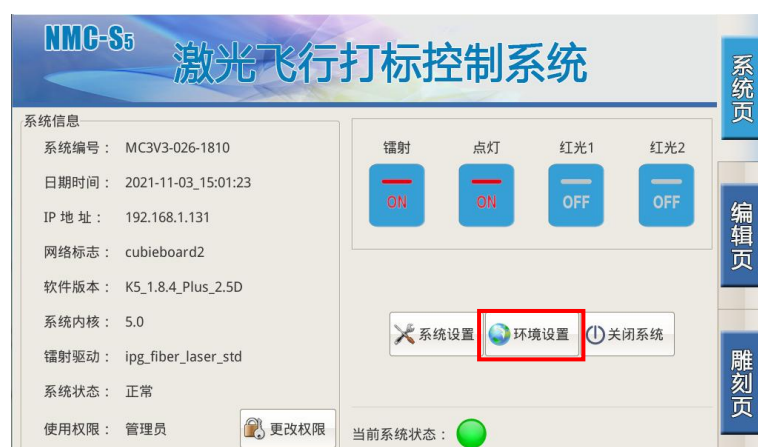 NMC-S5
激光飞行打标控制系统
系统信息
系统编号： MC3V3-026-1810
日期时间： 2021-11-03_15:01:23
IP 地 址： 192.168.1.131
网络标志： cubieboard2
软件版本： K5_1.8.4_Plus_2.5D
系统内核： 5.0
镭射驱动： ipg_fiber_laser_std
系统状态： 正常
使用权限： 管理员 更改权限
镭射 点灯 红光1 红光2
ON ON OFF OFF
系统设置 环境设置 关闭系统
当前系统状态：
系统页
编辑页
雕刻页